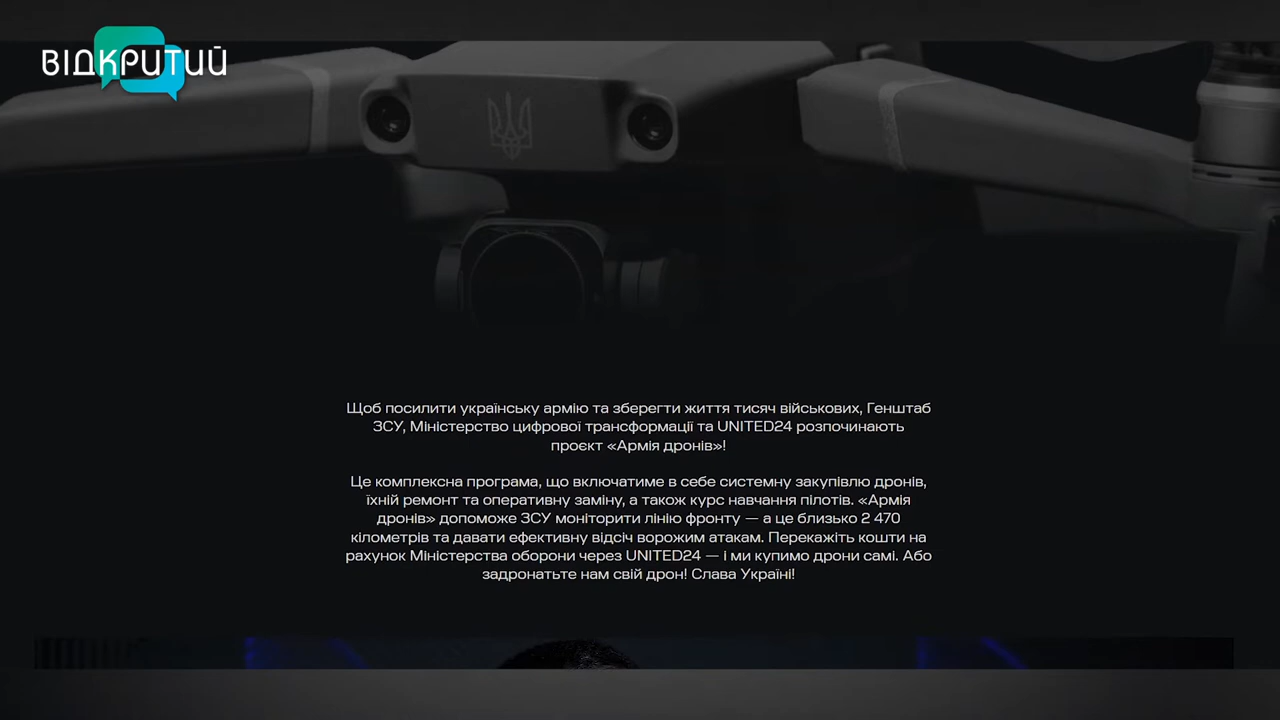 ВІДКРИТИЙ
Щоб посилити українську армію та зберегти життя тисяч військових, Генштаб
ЗСУ, Міністерство цифрової трансформації та UNITED24 розпочинають
проєкт «Армія дронів»!
Це комплексна програма, що включатиме в себе системну закупівлю дронів,
їхній ремонт та оперативну заміну, а також курс навчання пілотів. «Армія
дронів» допоможе ЗСУ моніторити лінію фронту — а це близько 2 470
кілометрів та давати ефективну відсіч ворожим атакам. Перекажіть кошти на
рахунок Міністерства оборони через UNITED24 — і ми купимо дрони самі. Або
задронатьте нам свій дрон! Слава Україні!